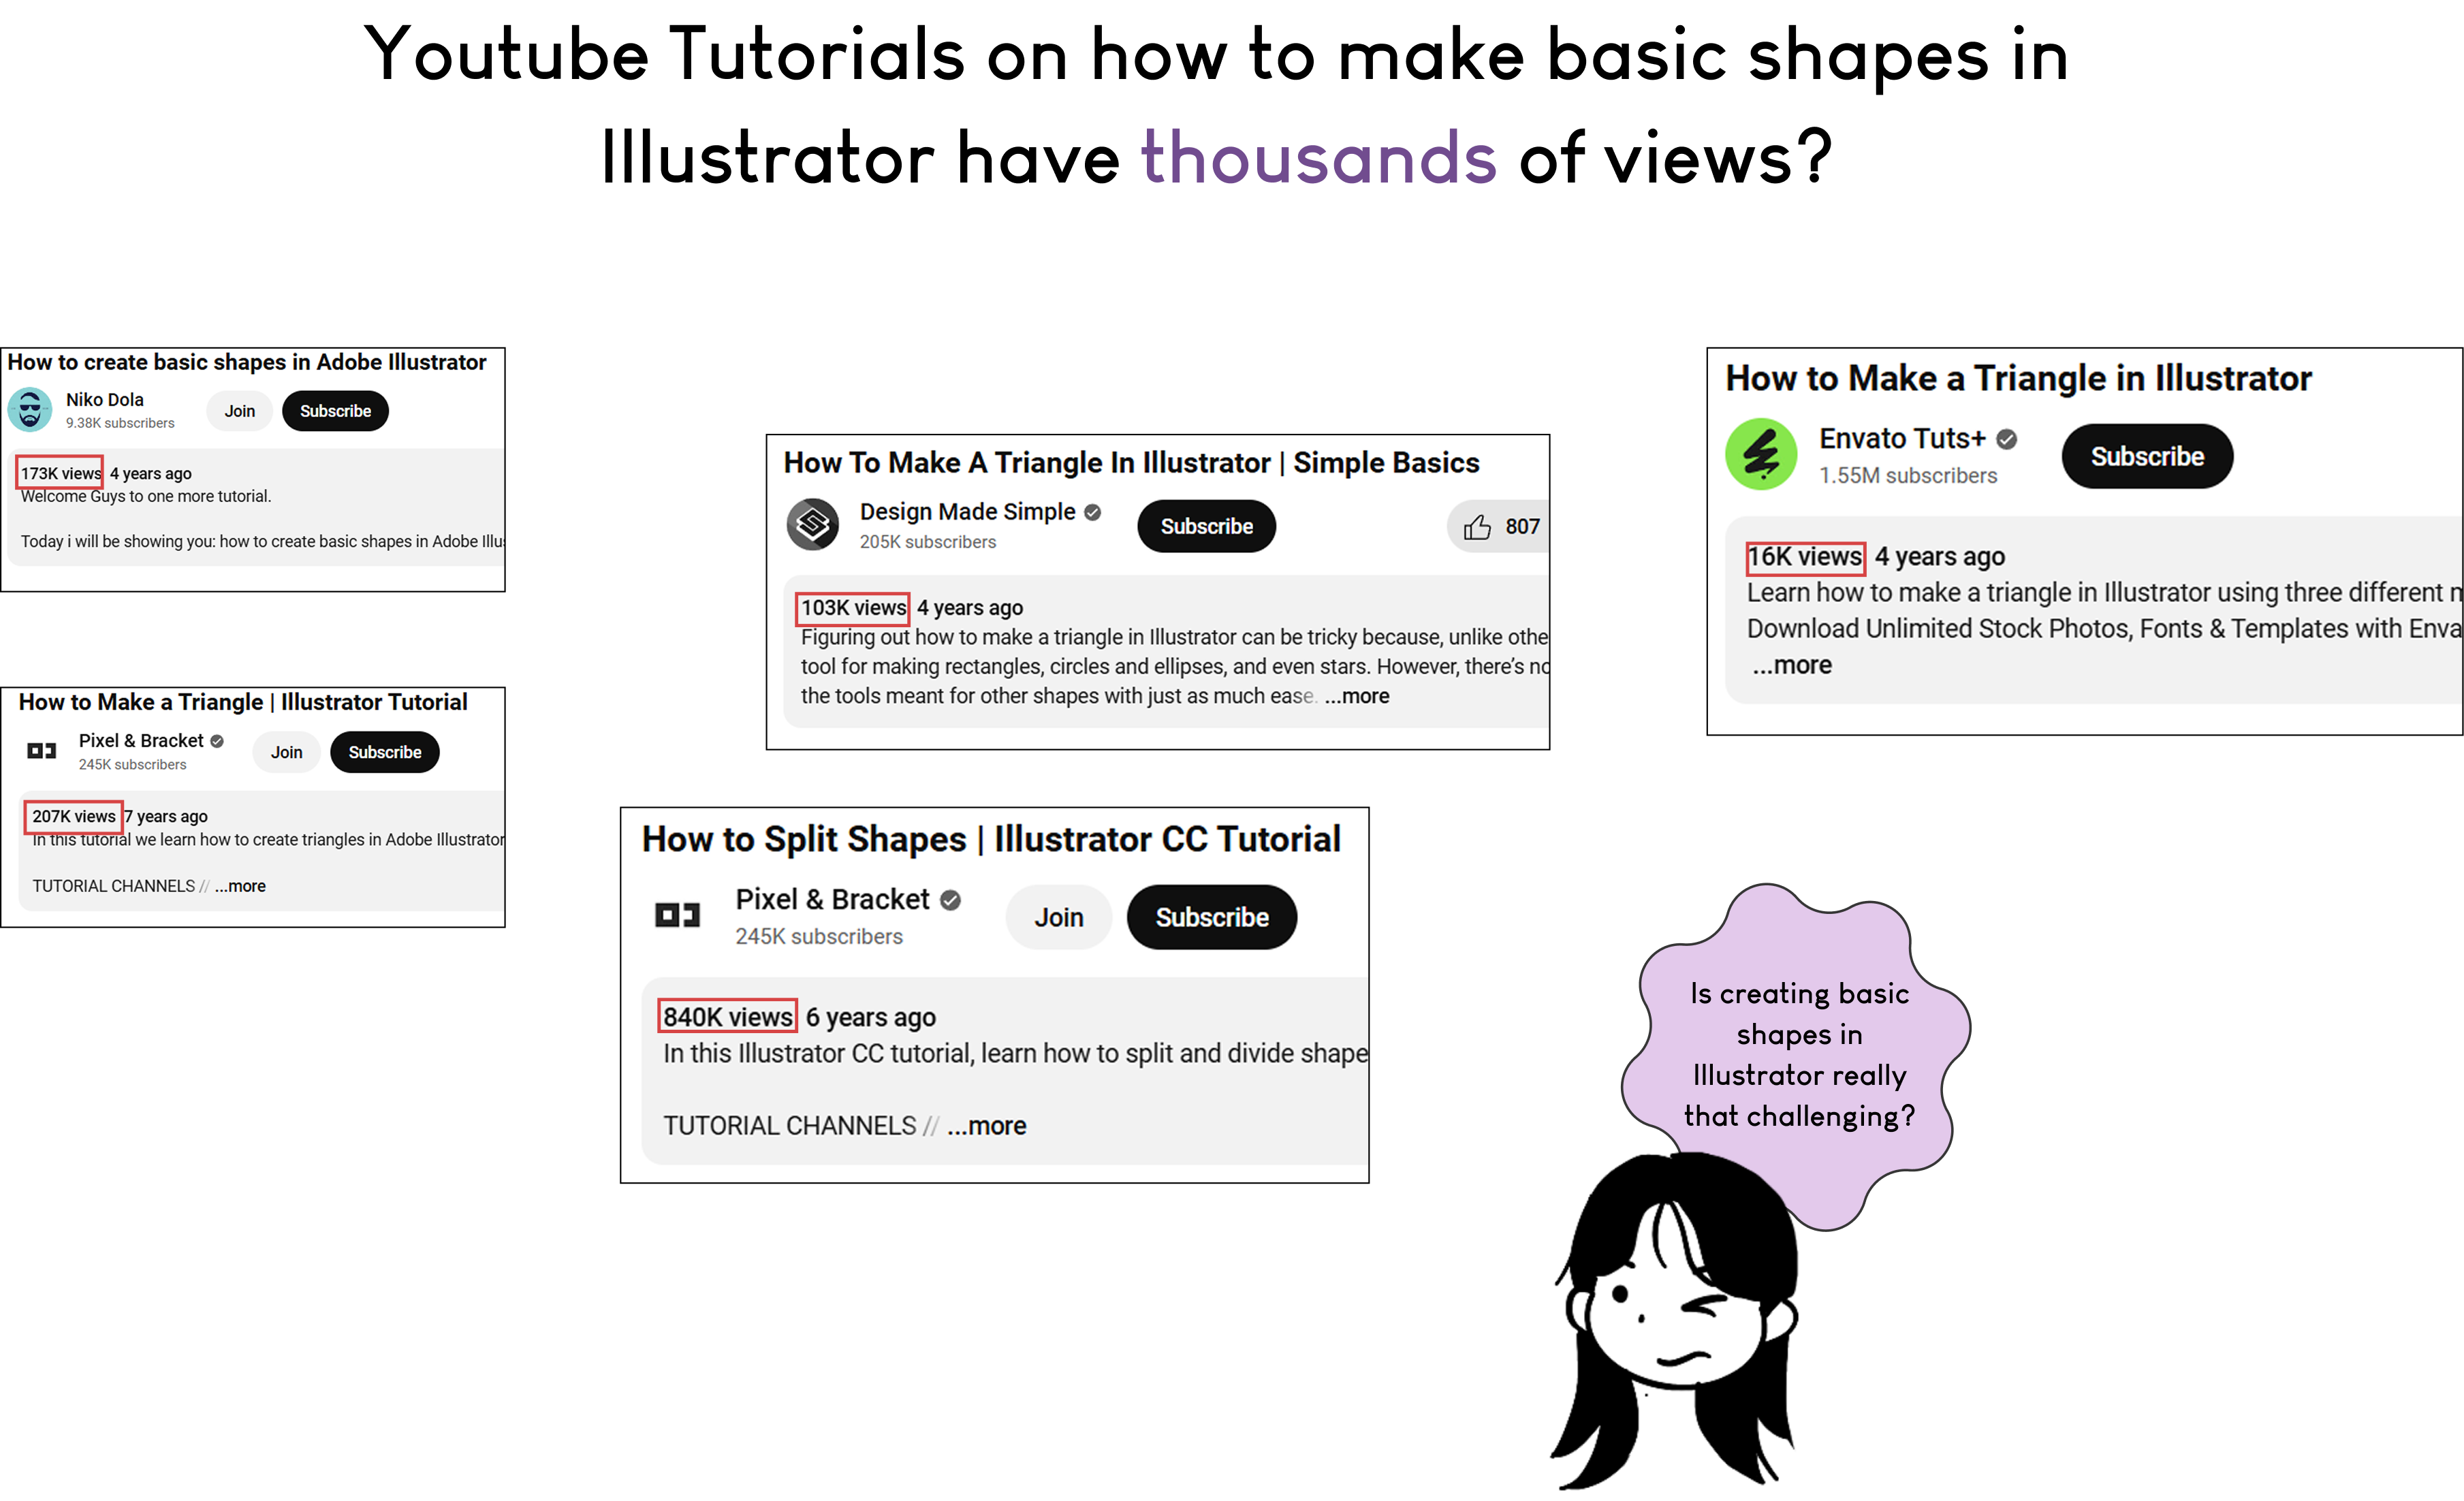 Youtube Tutorials on how to make basic shapes in
Illustrator have thousands of views?
How to create basic shapes in Adobe Illustrator
Niko Dola
9.38K subscribers
Join
Subscribe
173K views 4 years ago
Welcome Guys to one more tutorial.
Today i will be showing you: how to create basic shapes in Adobe Illus
How to Make a Triangle | Illustrator Tutorial
Pixel & Bracket
245K subscribers
Join
Subscribe
207K views 7 years ago
In this tutorial we learn how to create triangles in Adobe Illustrator
TUTORIAL CHANNELS // ...more
How To Make A Triangle In Illustrator | Simple Basics
Design Made Simple
205K subscribers
Subscribe
807
103K views 4 years ago
Figuring out how to make a triangle in Illustrator can be tricky because, unlike othe
tool for making rectangles, circles and ellipses, and even stars. However, there's no
the tools meant for other shapes with just as much ease. ...more
How to Split Shapes | Illustrator CC Tutorial
Pixel & Bracket
245K subscribers
Join
Subscribe
840K views 6 years ago
In this Illustrator CC tutorial, learn how to split and divide shape
TUTORIAL CHANNELS // ...more
How to Make a Triangle in Illustrator
Envato Tuts+
1.55M subscribers
Subscribe
16K views 4 years ago
Learn how to make a triangle in Illustrator using three different
Download Unlimited Stock Photos, Fonts & Templates with Enva
...more
Is creating basic
shapes in
Illustrator really
that challenging?